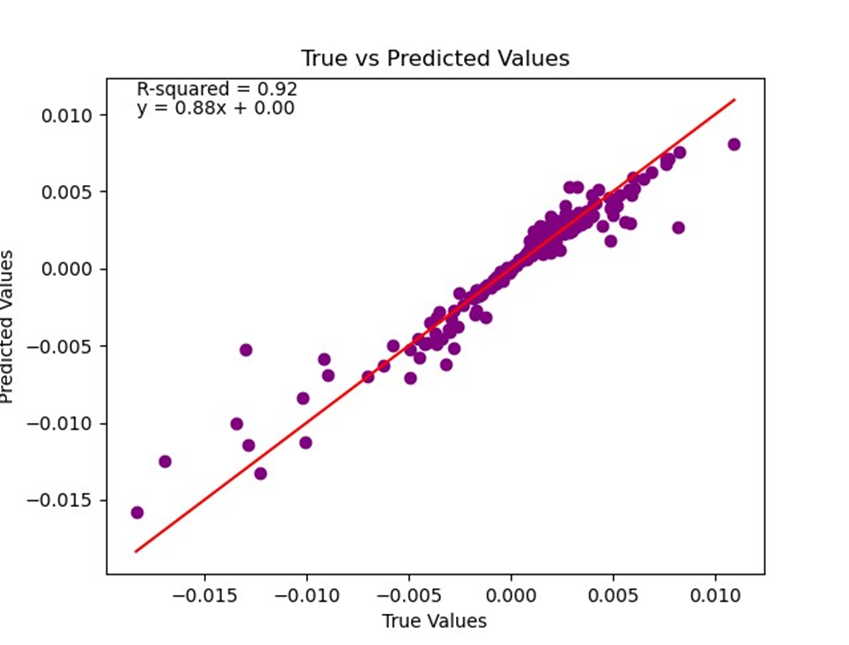 True vs Predicted Values
R-squared = 0.92
y = 0.88x + 0.00
0.010
0.005
0.000
−0.005
−0.010
−0.015
Predicted Values
−0.015 −0.010 −0.005 0.000 0.005 0.010
True Values